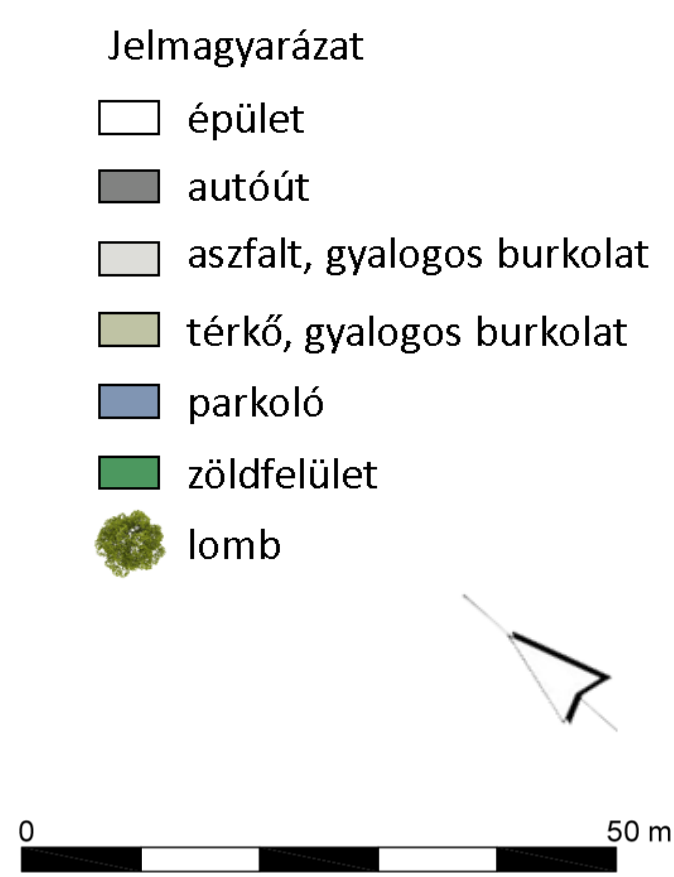 Jelmagyarázat
épület
autóút
aszfalt, gyalogos burkolat
térkő, gyalogos burkolat
parkoló
zöldfelület
lomb
0 50 m